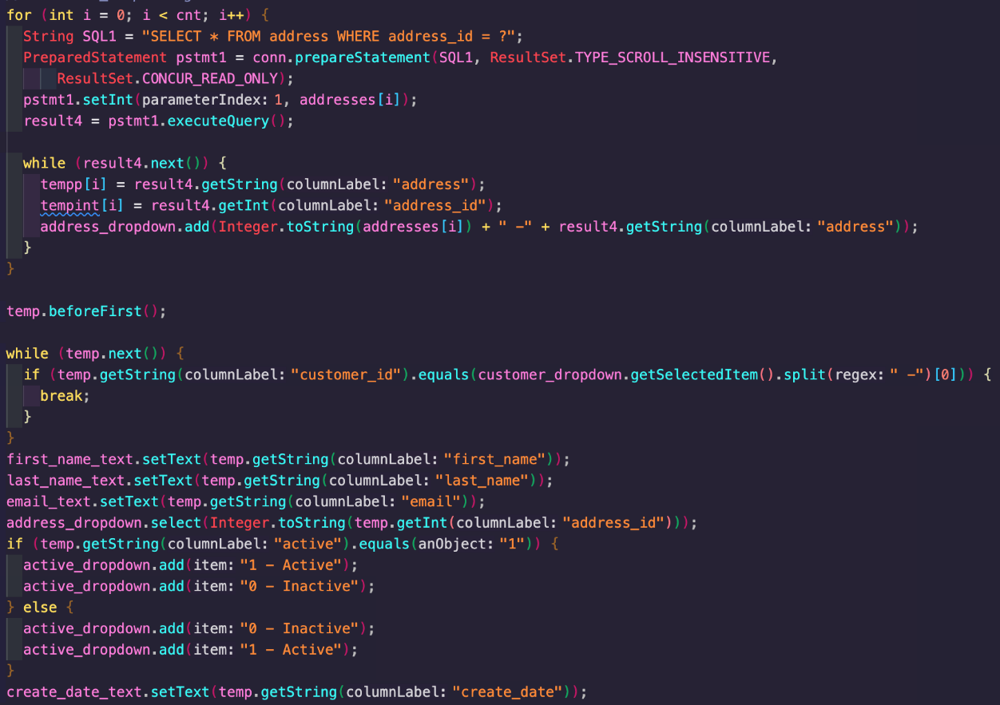 for (int i = 0; i < cnt; i++) {
String SQL1 = "SELECT * FROM address WHERE address_id = ?";
PreparedStatement pstmt1 = conn.prepareStatement(SQL1, ResultSet.TYPE_SCROLL_INSENSITIVE,
ResultSet.CONCUR_READ_ONLY);
pstmt1.setInt(parameterIndex: 1, addresses[i]);
result4 = pstmt1.executeQuery();
while (result4.next()) {
tempp[i] = result4.getString(columnLabel: "address");
tempint[i] = result4.getInt(columnLabel: "address_id");
address_dropdown.add(Integer.toString(addresses[i]) + " -" + result4.getString(columnLabel: "address"));
}
}
temp.beforeFirst();
while (temp.next()) {
if (temp.getString(columnLabel: "customer_id").equals(customer_dropdown.getSelectedItem().split(regex: " -")[0])) {
break;
}
}
first_name_text.setText(temp.getString(columnLabel: "first_name"));
last_name_text.setText(temp.getString(columnLabel: "last_name"));
email_text.setText(temp.getString(columnLabel: "email"));
address_dropdown.select(Integer.toString(temp.getInt(columnLabel: "address_id")));
if (temp.getString(columnLabel: "active").equals(anObject: "1")) {
active_dropdown.add(item: "1 - Active");
active_dropdown.add(item: "0 - Inactive");
} else {
active_dropdown.add(item: "0 - Inactive");
active_dropdown.add(item: "1 - Active");
}
create_date_text.setText(temp.getString(columnLabel: "create_date"));